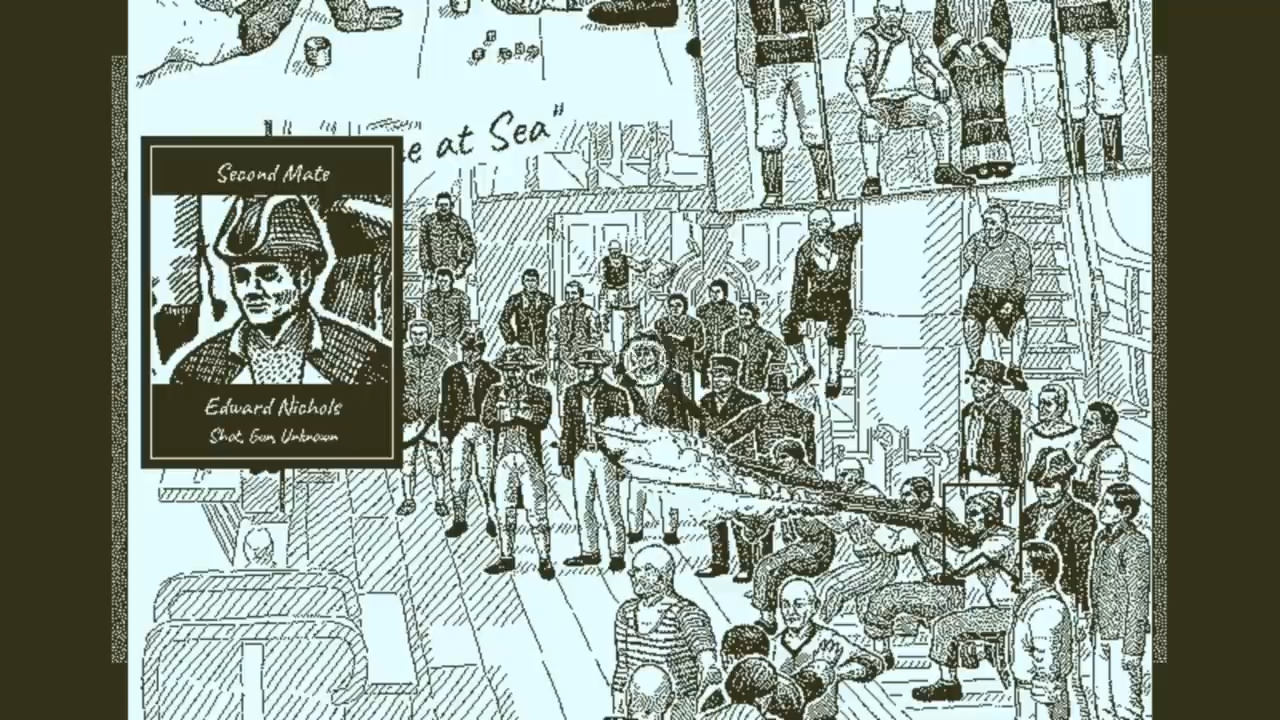 e at Sea"
Second Mate
Edward Nichols
Shot, Gun, Unknown